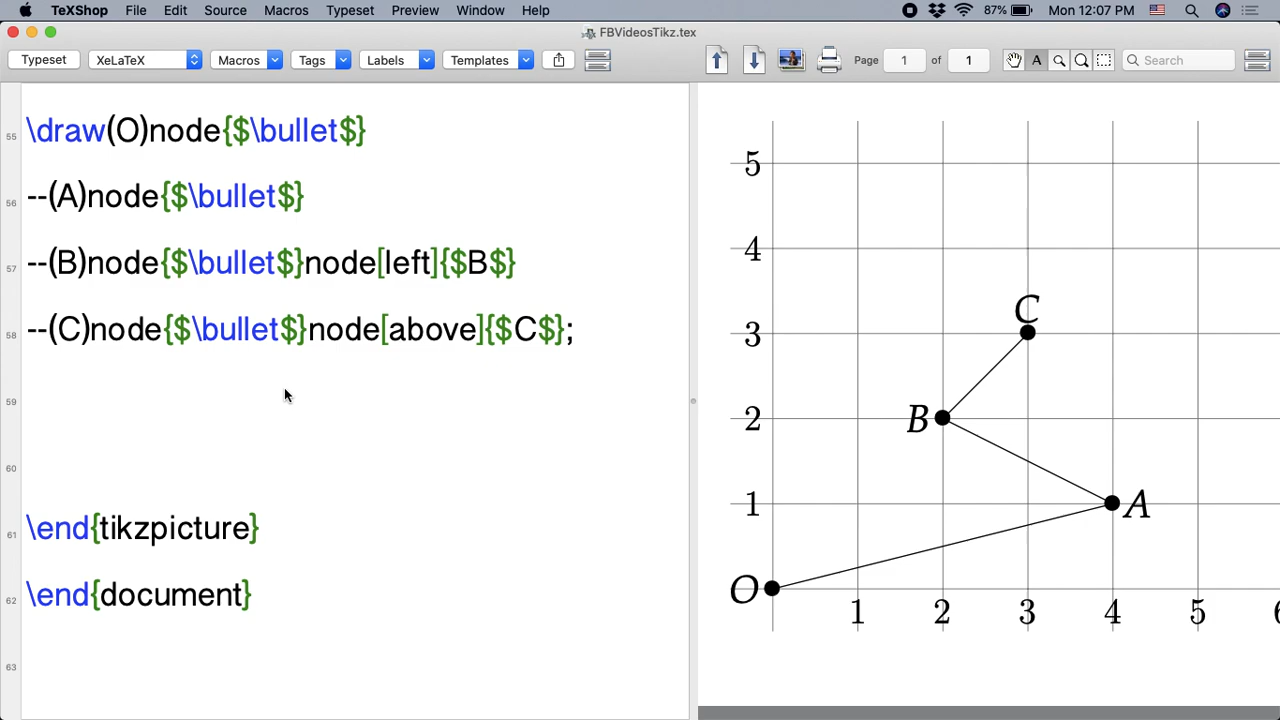 TeXShop File Edit Source Macros Typeset Preview Window Help 87% Mon 12:07 PM
FBVideosTikz.tex
Typeset XeLaTeX Macros Tags Labels Templates Page 1 of 1 A Search
55 \draw(O)node{$\bullet$}
56 --(A)node{$\bullet$}
57 --(B)node{$\bullet$}node[left]{$B$}
58 --(C)node{$\bullet$}node[above]{$C$};
59
60
61 \end{tikzpicture}
62 \end{document}
63
5
4
C
3
B
2
1
A
O
1 2 3 4 5 6